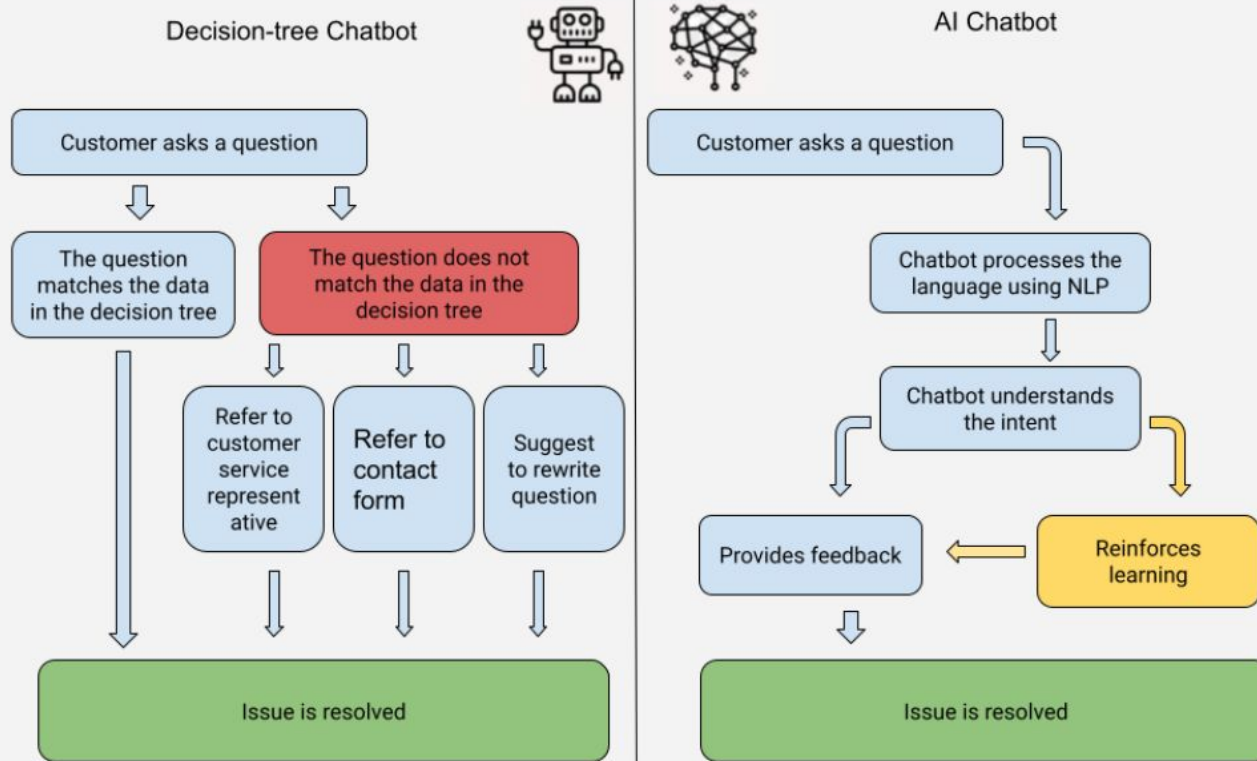 Decision-tree Chatbot
Customer asks a question
The question
matches the data
in the decision tree
The question does not
match the data in the
decision tree
Refer to
customer
service
represent
ative
Refer to
contact
form
Suggest
to rewrite
question
Issue is resolved
AI Chatbot
Customer asks a question
Chatbot processes the
language using NLP
Chatbot understands
the intent
Provides feedback
Reinforces
learning
Issue is resolved